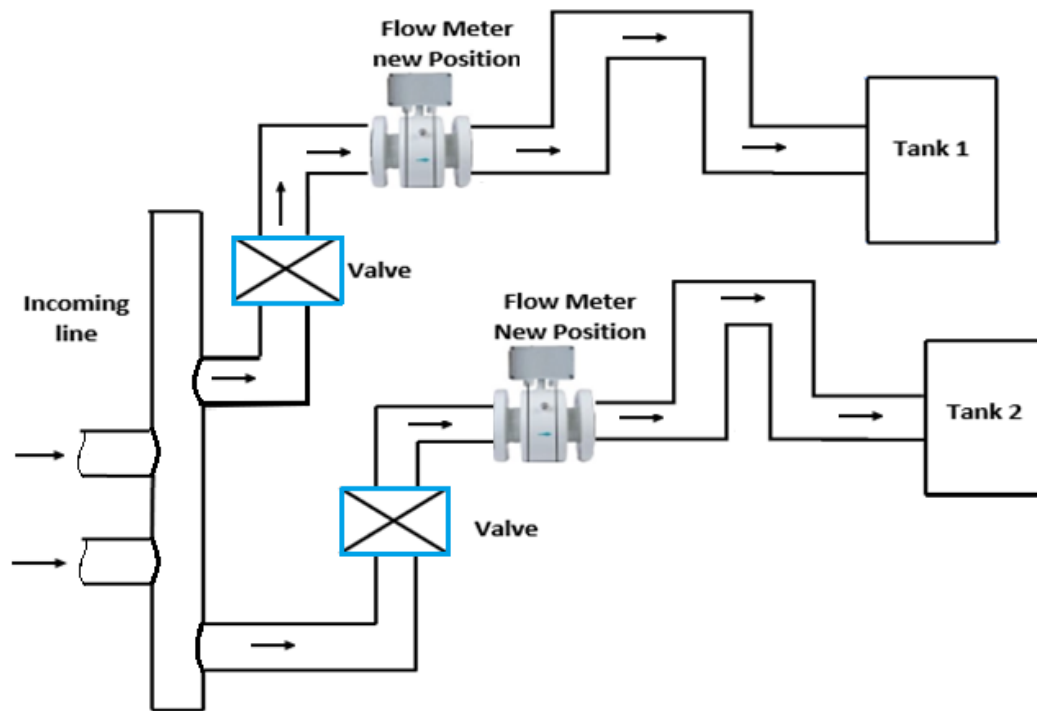 Flow Meter
new Position
Tank 1
Valve
Incoming
line
Flow Meter
New Position
Tank 2
Valve